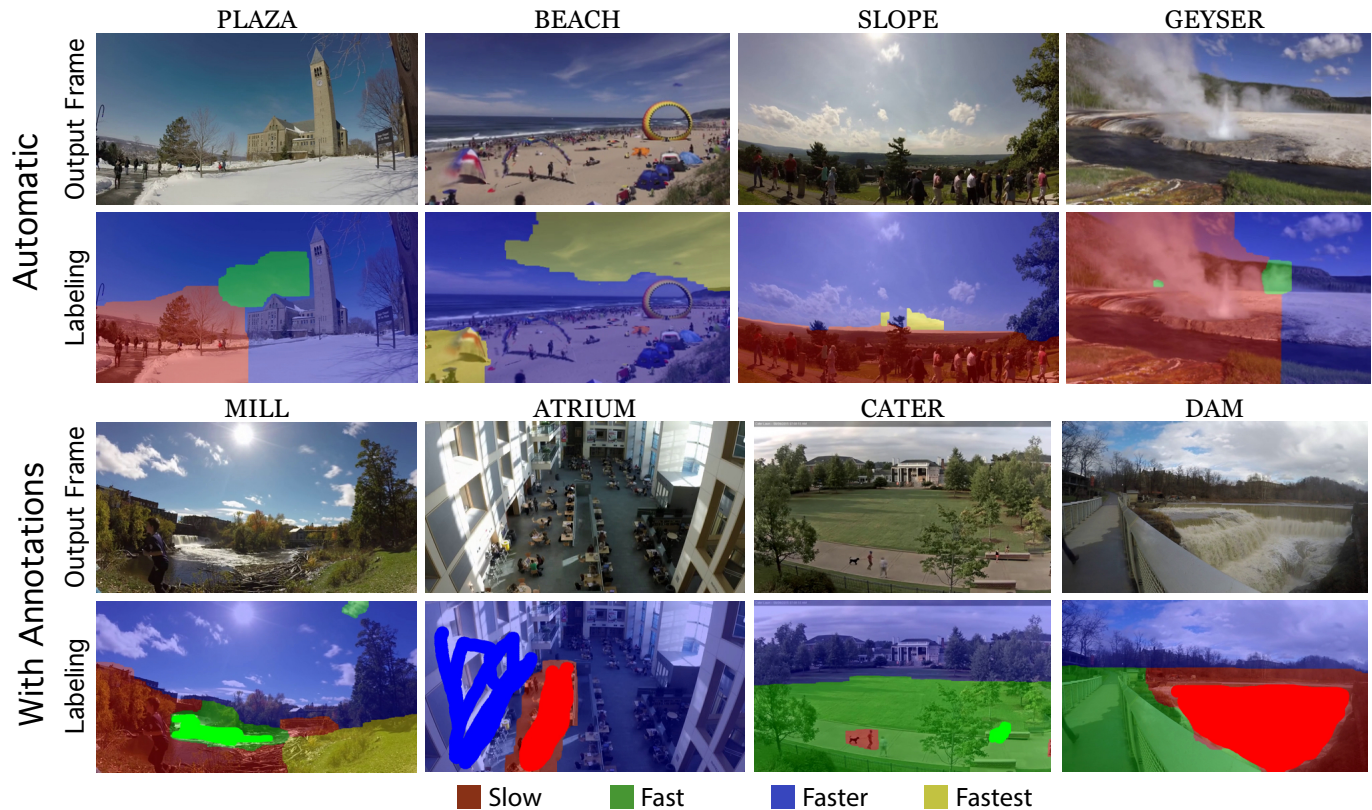 PLAZA BEACH SLOPE GEYSER
Automatic
Output Frame
Labeling
MILL ATRIUM CATER DAM
With Annotations
Output Frame
Labeling
Slow Fast Faster Fastest